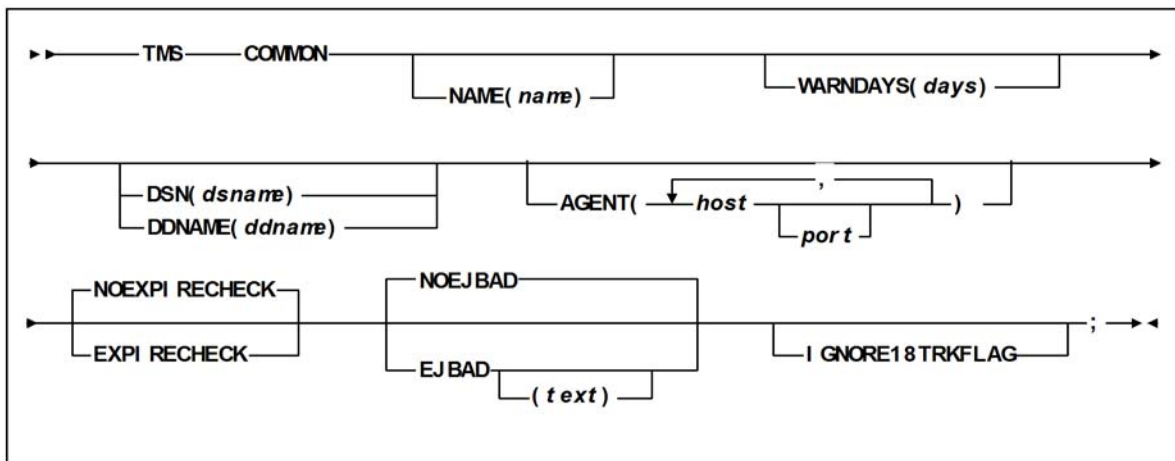 TMS COMMON
NAME(name) WARNDAYS(days)
DSN(dsname) AGENT( host , )
DDNAME(ddname) port
NOEXPIRECHECK NOEJBAD
;
EXPIRECHECK IGNORE18TRKFLAG
EJBAD
(text)